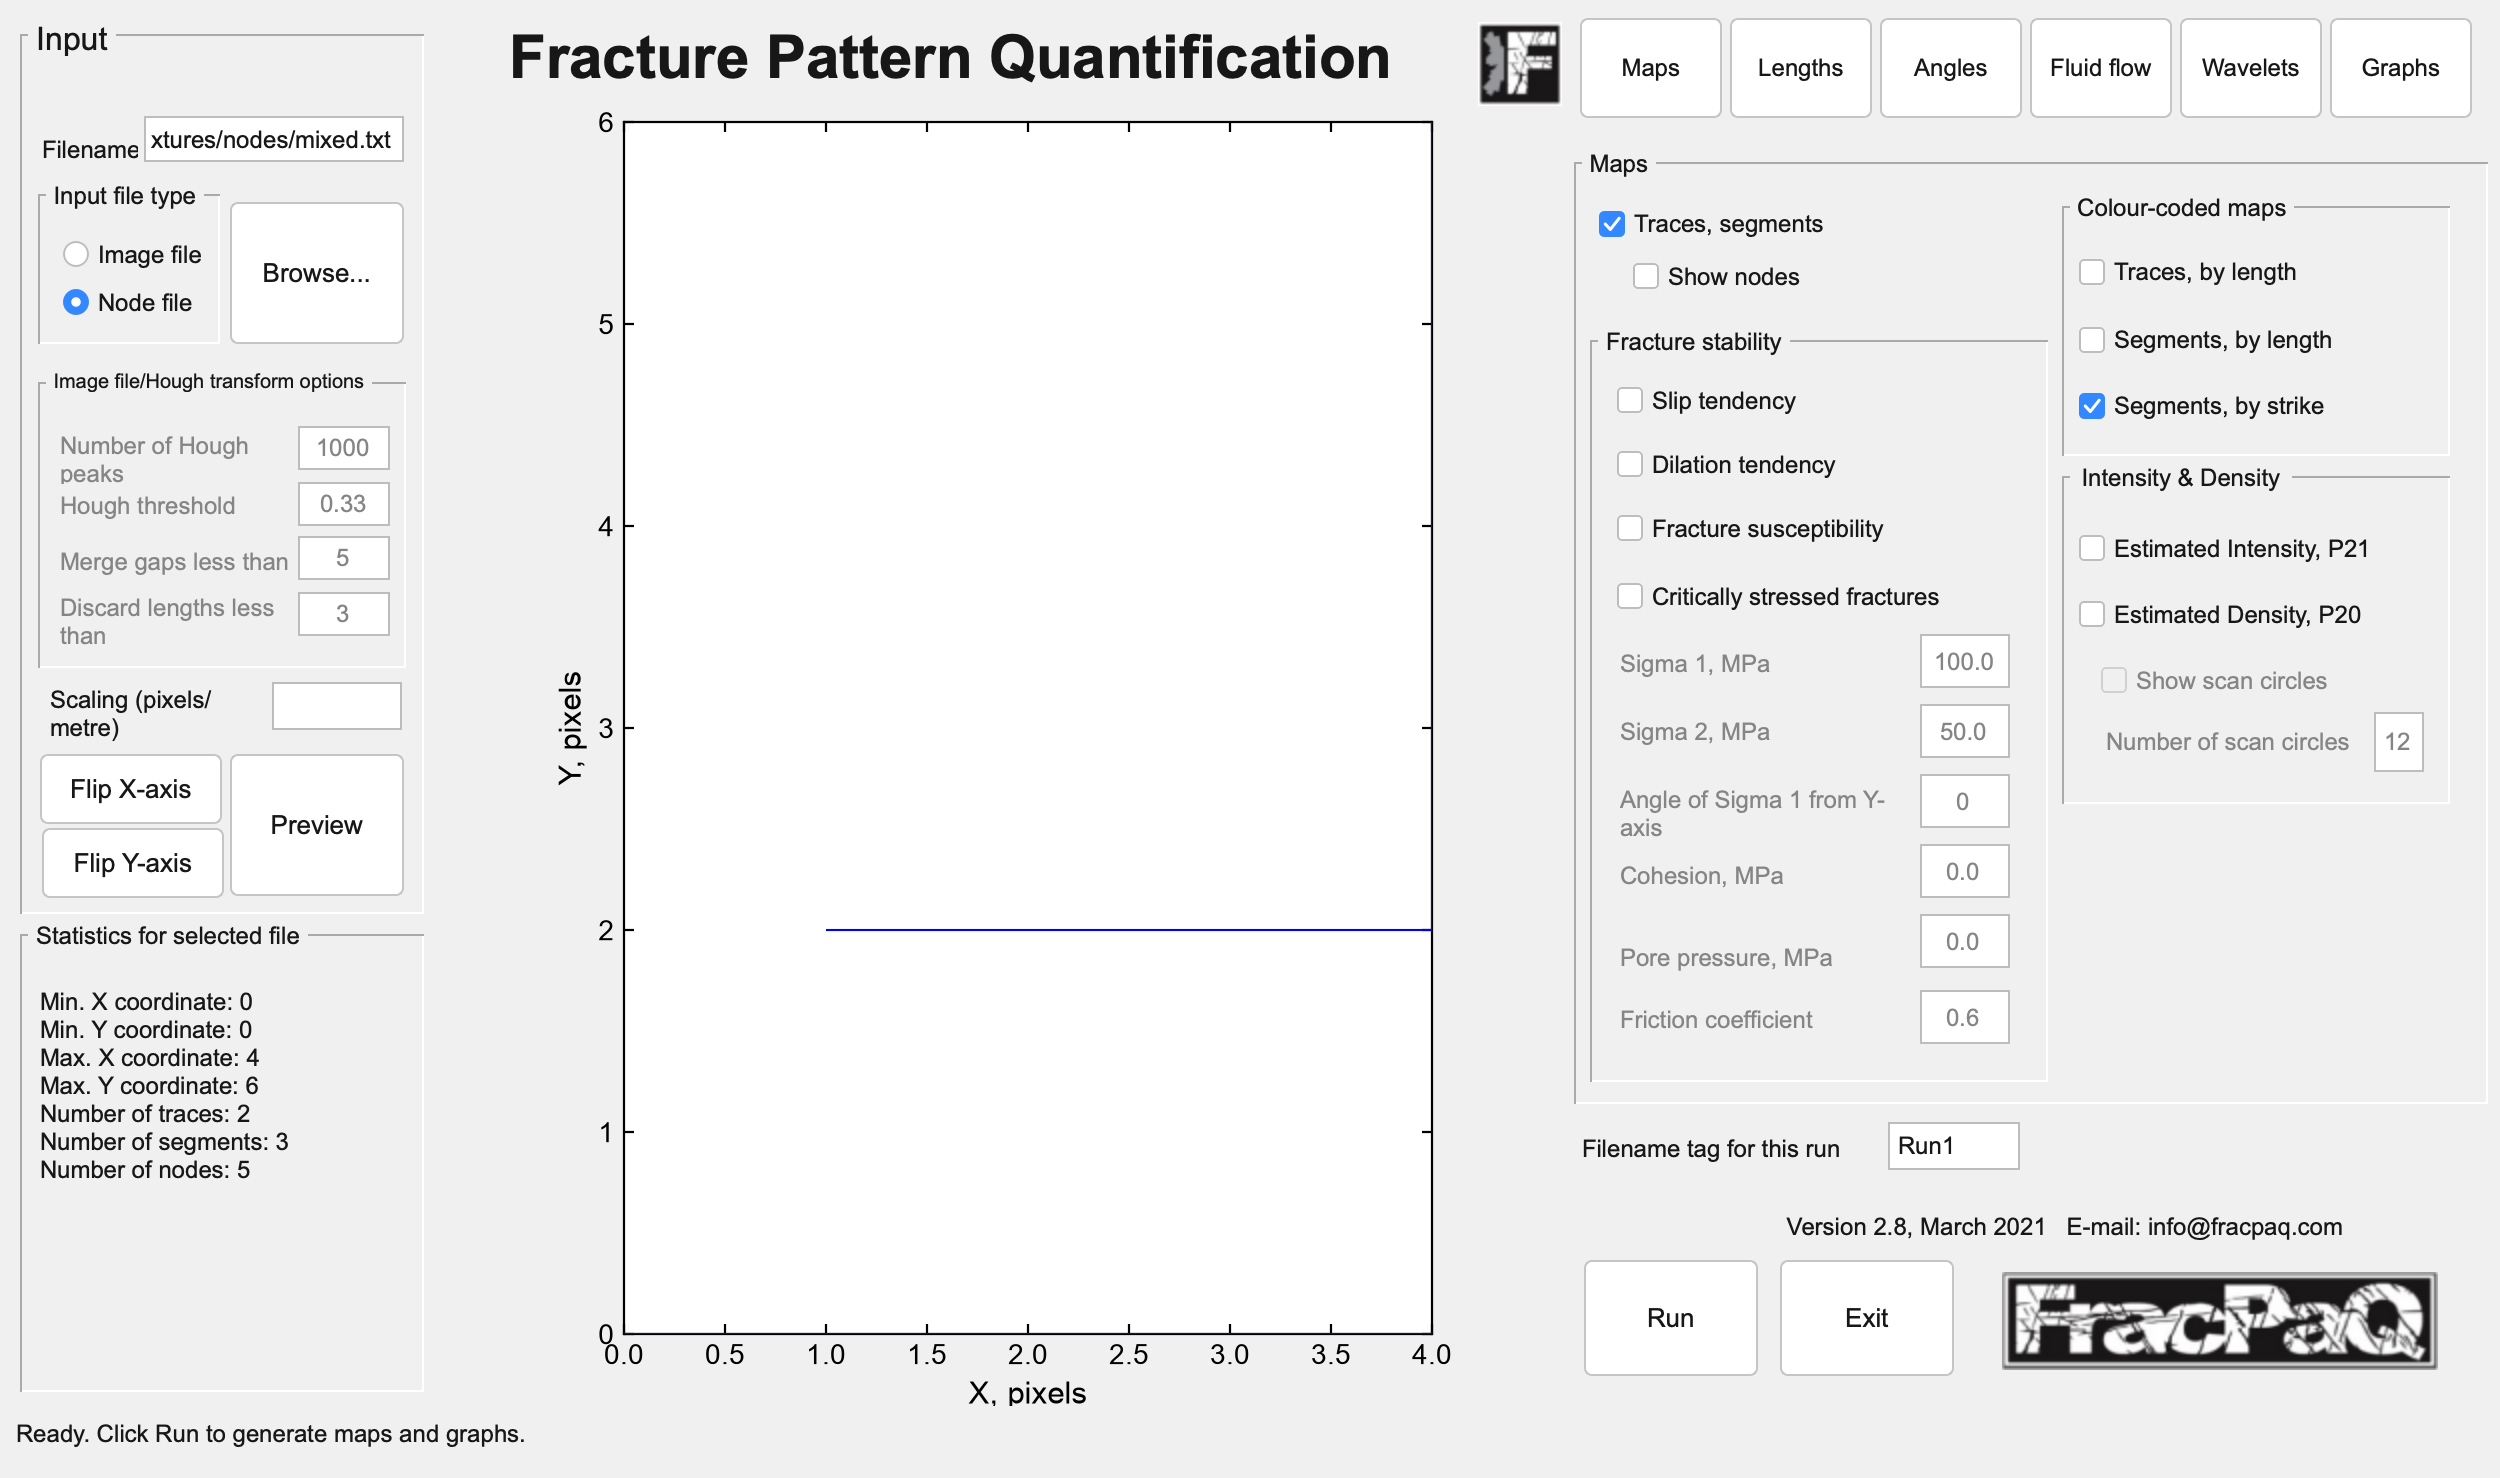 Input
Filename
xtures/nodes/mixed.txt
Input file type
Image file
Node file
Browse...
Image file/Hough transform options
Number of Hough
peaks
1000
Hough threshold
0.33
Merge gaps less than
5
Discard lengths less
than
3
Scaling (pixels/
metre)
Flip X-axis
Flip Y-axis
Preview
Statistics for selected file
Min. X coordinate: 0
Min. Y coordinate: 0
Max. X coordinate: 4
Max. Y coordinate: 6
Number of traces: 2
Number of segments: 3
Number of nodes: 5
Ready. Click Run to generate maps and graphs.
Fracture Pattern Quantification
6
5
4
3
2
1
0
Y, pixels
0.0 0.5 1.0 1.5 2.0 2.5 3.0 3.5 4.0
X, pixels
F
Maps
Lengths
Angles
Fluid flow
Wavelets
Graphs
Maps
Traces, segments
Show nodes
Fracture stability
Slip tendency
Dilation tendency
Fracture susceptibility
Critically stressed fractures
Sigma 1, MPa
100.0
Sigma 2, MPa
50.0
Angle of Sigma 1 from Y-
axis
0
Cohesion, MPa
0.0
Pore pressure, MPa
0.0
Friction coefficient
0.6
Colour-coded maps
Traces, by length
Segments, by length
Segments, by strike
Intensity & Density
Estimated Intensity, P21
Estimated Density, P20
Show scan circles
Number of scan circles
12
Filename tag for this run
Run1
Version 2.8, March 2021 E-mail: info@fracpaq.com
Run
Exit
FracPaQ